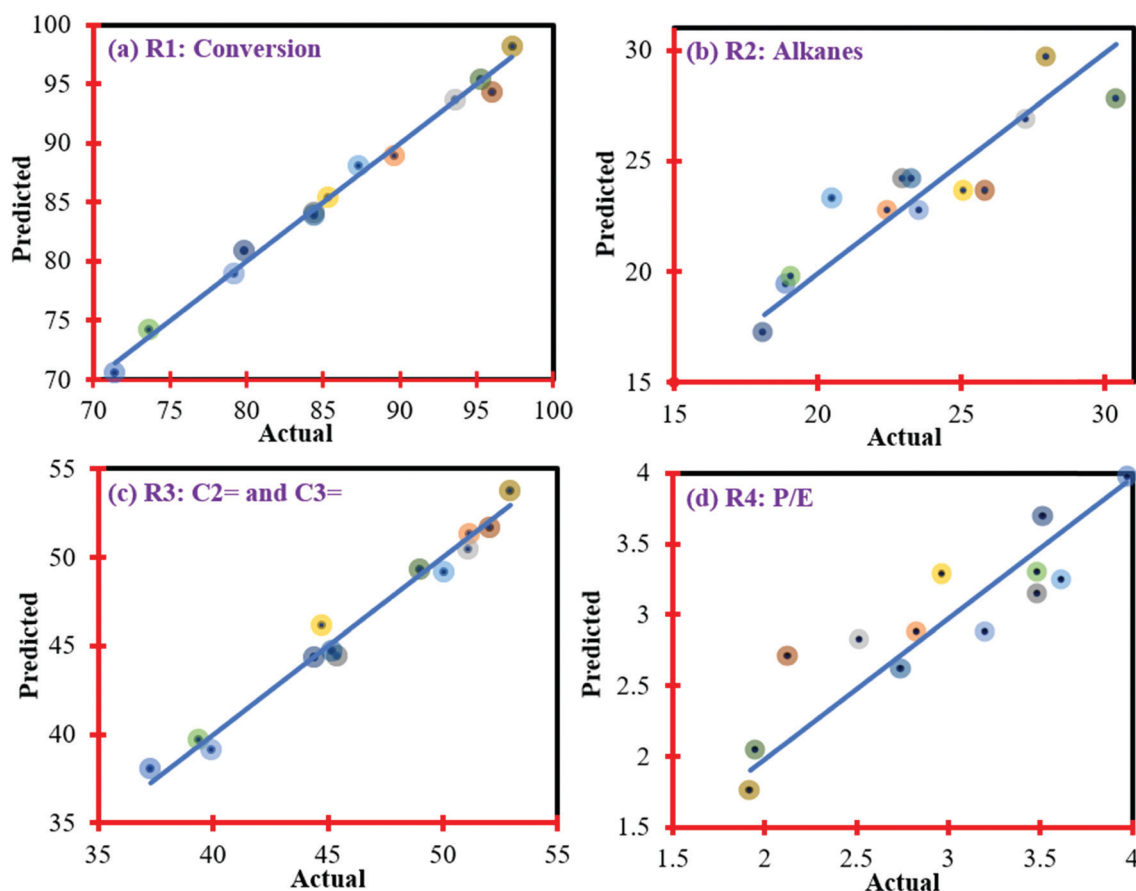 (a) R1: Conversion
100
95
90
85
80
75
70
Predicted
70 75 80 85 90 95 100
Actual
(b) R2: Alkanes
30
25
20
15
Predicted
15 20 25 30
Actual
(c) R3: C2= and C3=
55
50
45
40
35
Predicted
35 40 45 50 55
Actual
(d) R4: P/E
4
3.5
3
2.5
2
1.5
Predicted
2 2.5 3 3.5 4
Actual